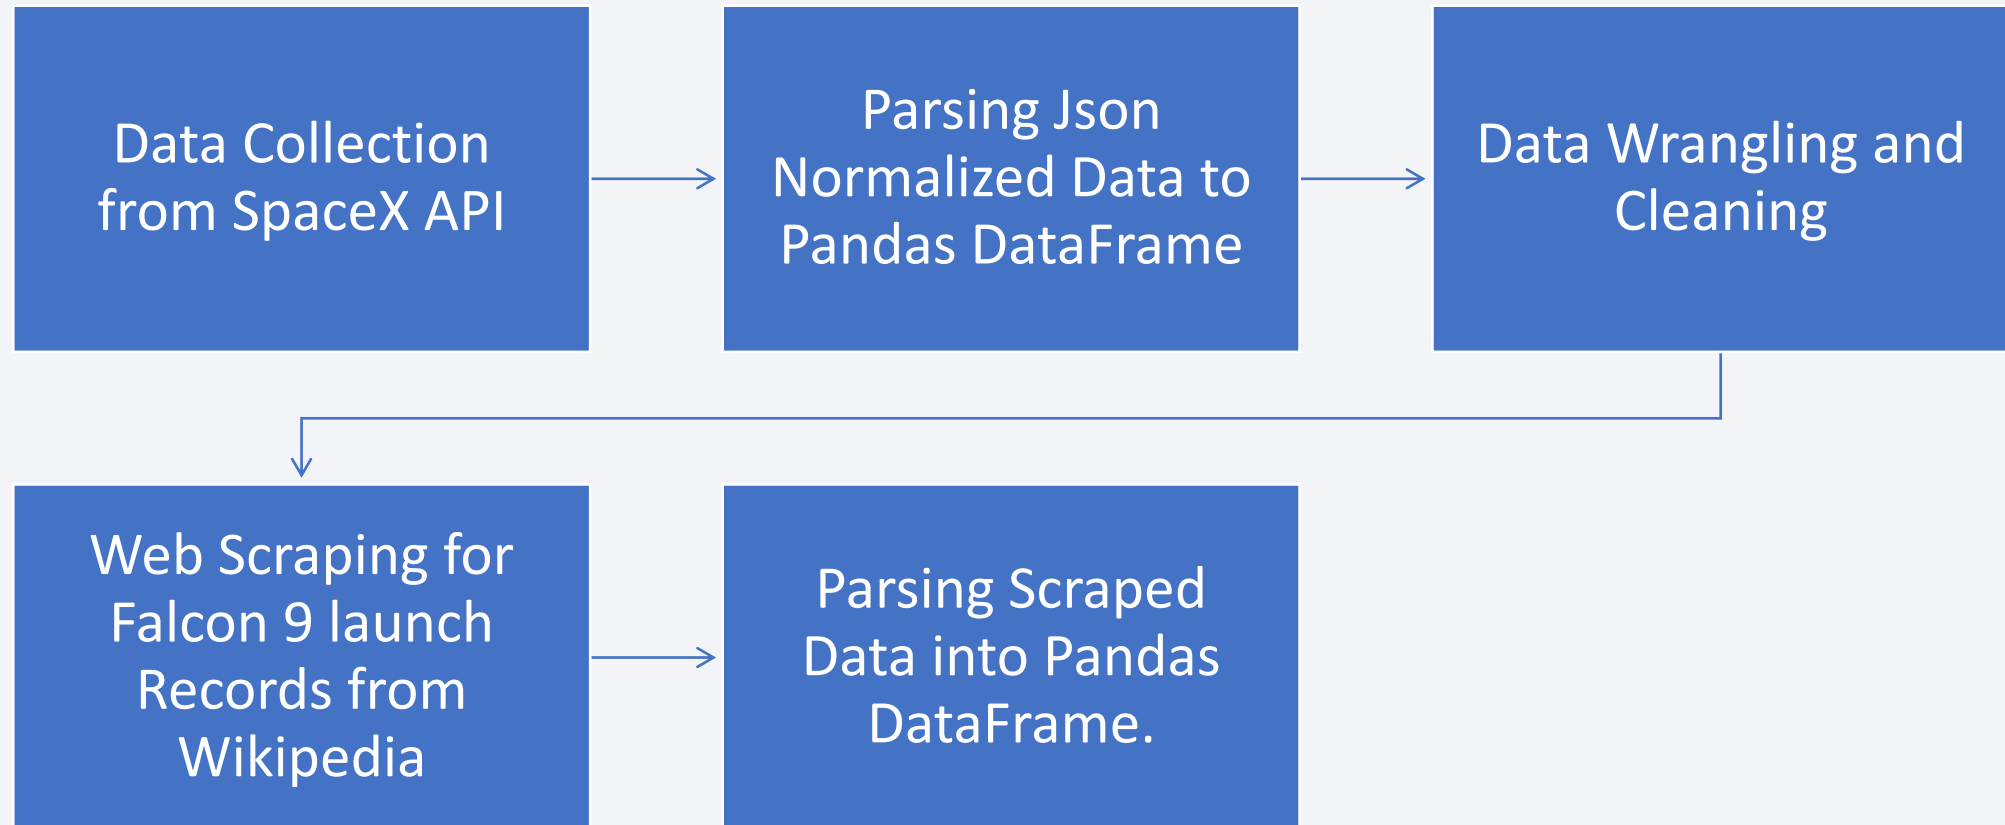 Data Collection
from SpaceX API
Parsing Json
Normalized Data to
Pandas DataFrame
Data Wrangling and
Cleaning
Web Scraping for
Falcon 9 launch
Records from
Wikipedia
Parsing Scraped
Data into Pandas
DataFrame.